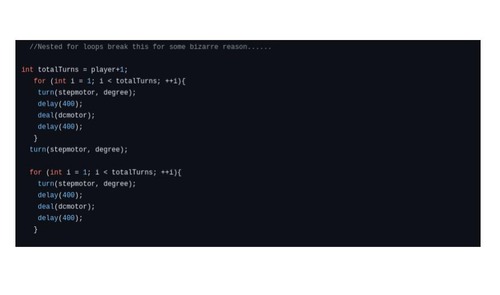 //Nested for loops break this for some bizarre reason......
int totalTurns = player+1;
for (int i = 1; i < totalTurns; ++i){
turn(stepmotor, degree);
delay(400);
deal(dcmotor);
delay(400);
}
turn(stepmotor, degree);
for (int i = 1; i < totalTurns; ++i){
turn(stepmotor, degree);
delay(400);
deal(dcmotor);
delay(400);
}